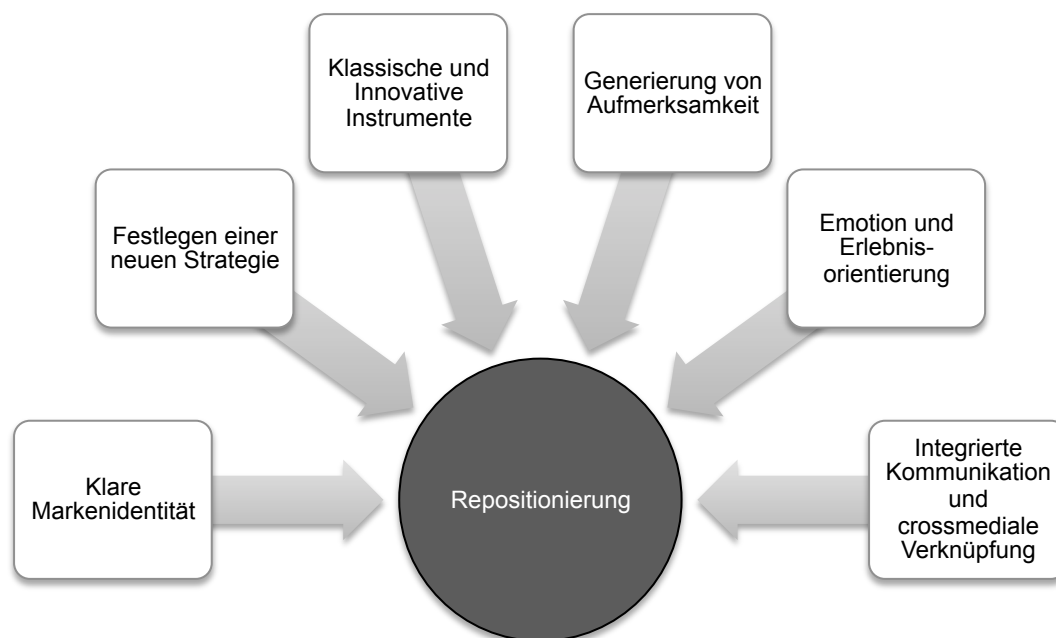 Klassische und
Innovative
Instrumente
Generierung von
Aufmerksamkeit
Festlegen einer
neuen Strategie
Emotion und
Erlebnis-
orientierung
Klare
Markenidentität
Repositionierung
Integrierte
Kommunikation
und
crossmediale
Verknüpfung